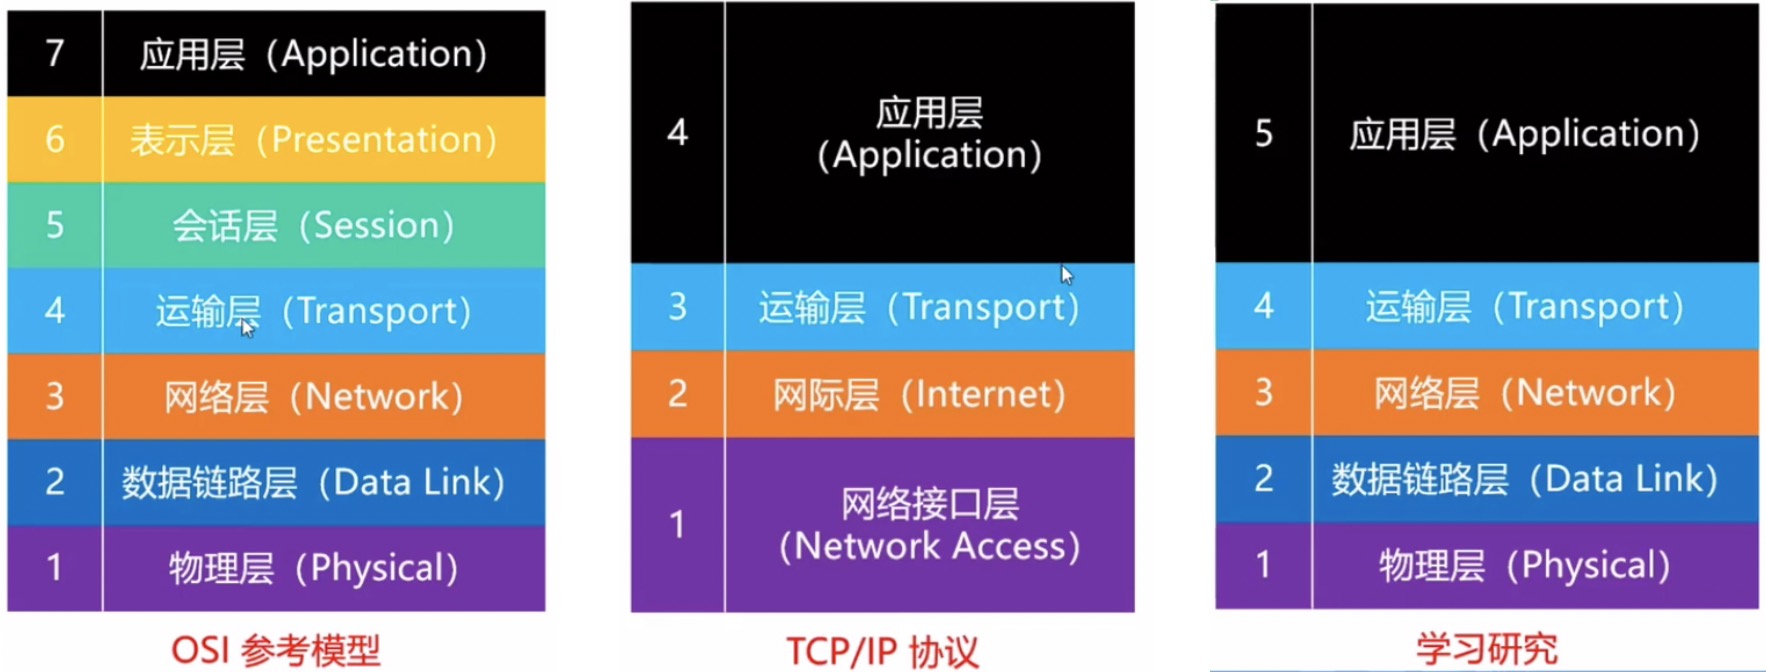 7 应用层（Application）
6 表示层（Presentation）
5 会话层（Session）
4 运输层（Transport）
3 网络层（Network）
2 数据链路层（Data Link）
1 物理层（Physical）
OSI 参考模型
4 应用层
（Application）
3 运输层（Transport）
2 网际层（Internet）
1 网络接口层
（Network Access）
TCP/IP 协议
5 应用层（Application）
4 运输层（Transport）
3 网络层（Network）
2 数据链路层（Data Link）
1 物理层（Physical）
学习研究